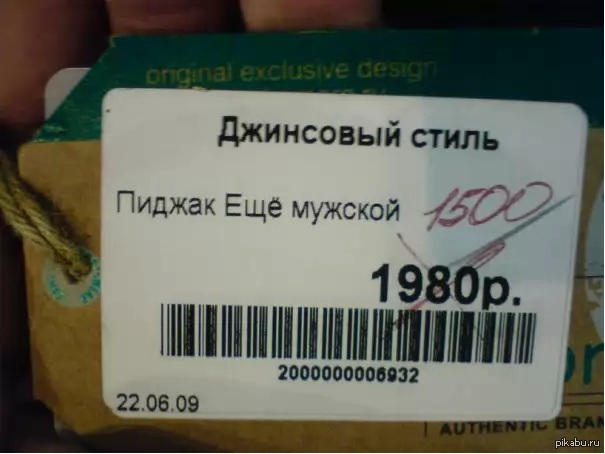 original exclusive design
Джинсовый стиль
Пиджак Ещё мужской 1500
1980р.
2000000006932
22.06.09
AUTHENTIC BRAN
pikabu.ru